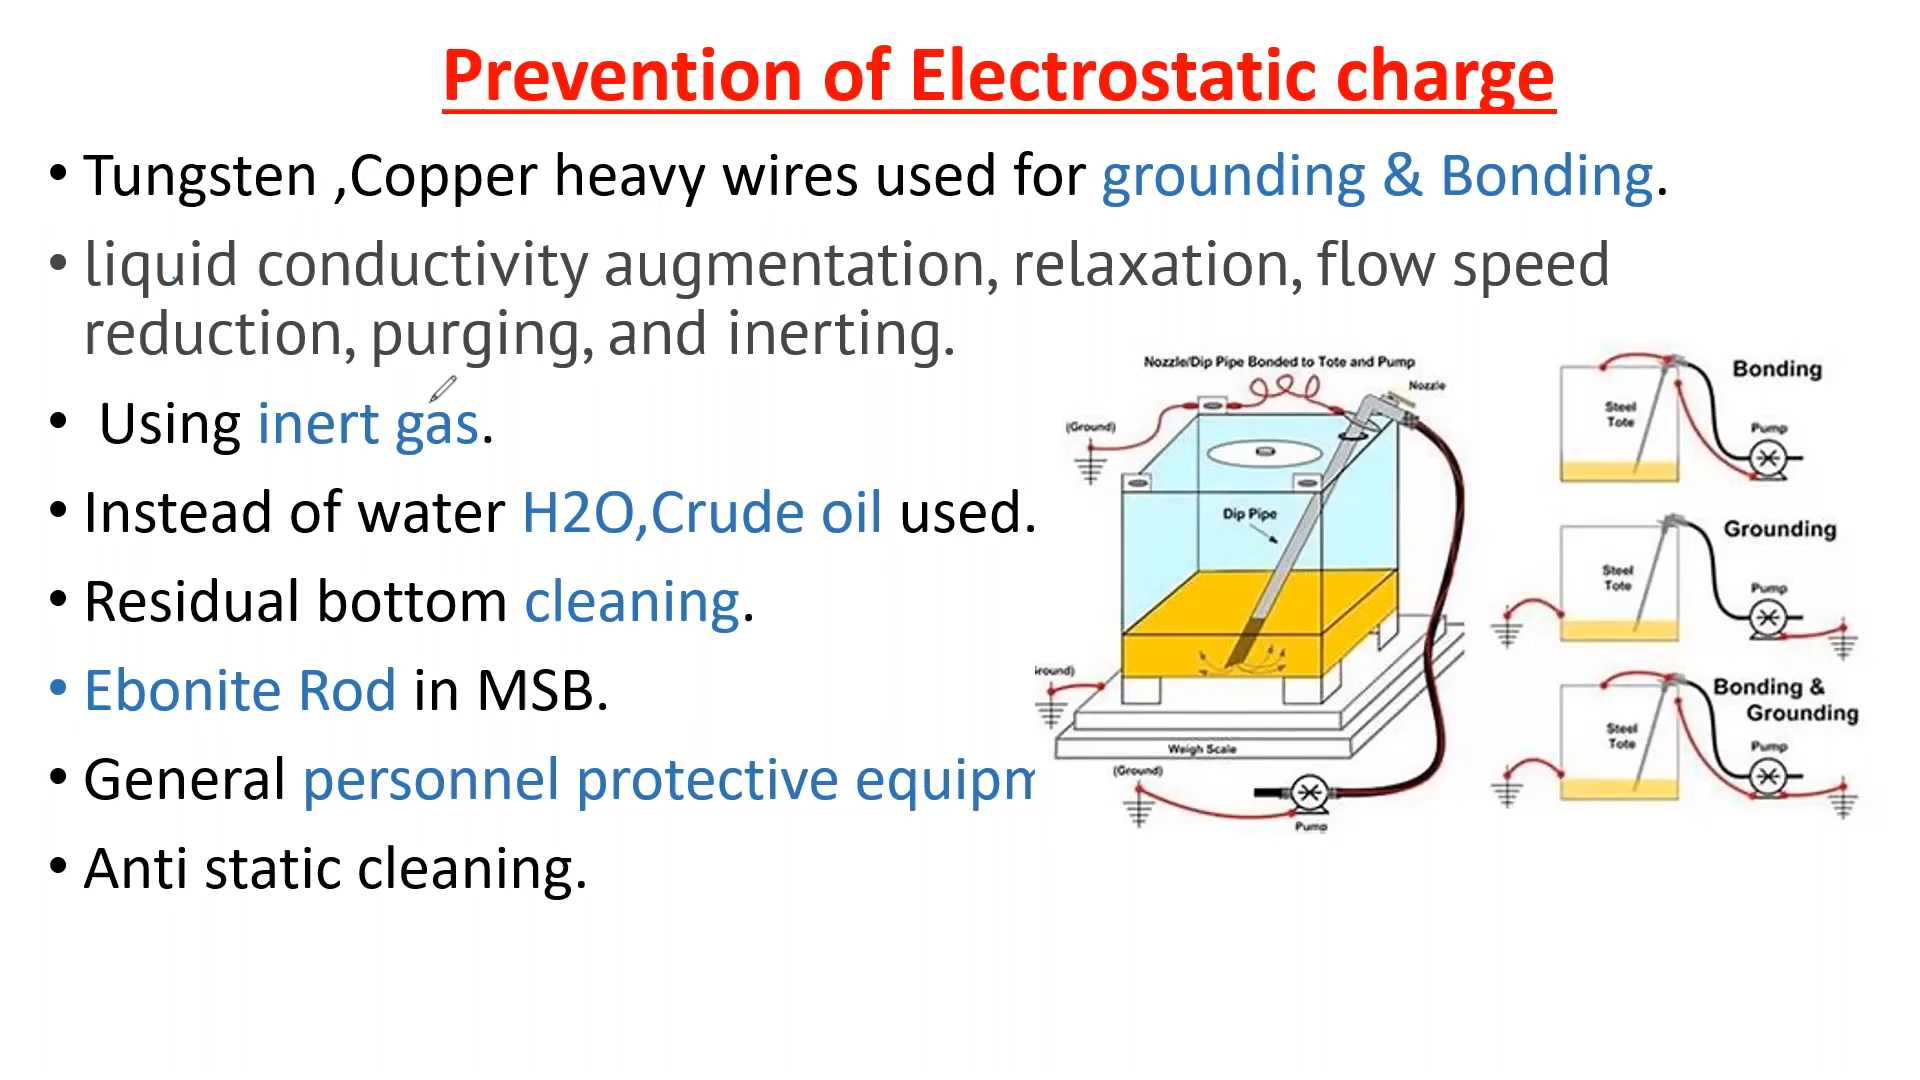 Prevention of Electrostatic charge
• Tungsten ,Copper heavy wires used for grounding & Bonding.
• liquid conductivity augmentation, relaxation, flow speed
reduction, purging, and inerting.
• Using inert gas.
• Instead of water H2O,Crude oil used.
• Residual bottom cleaning.
• Ebonite Rod in MSB.
• General personnel protective equipm
• Anti static cleaning.
Nozzle/Dip Pipe Bonded to Tote and Pump
Nozzle
(Ground)
Dip Pipe
Ground)
Weigh Scale
(Ground)
Pump
Bonding
Steel
Tote
Pump
Grounding
Steel
Tote
Pump
Bonding &
Grounding
Steel
Tote
Pump